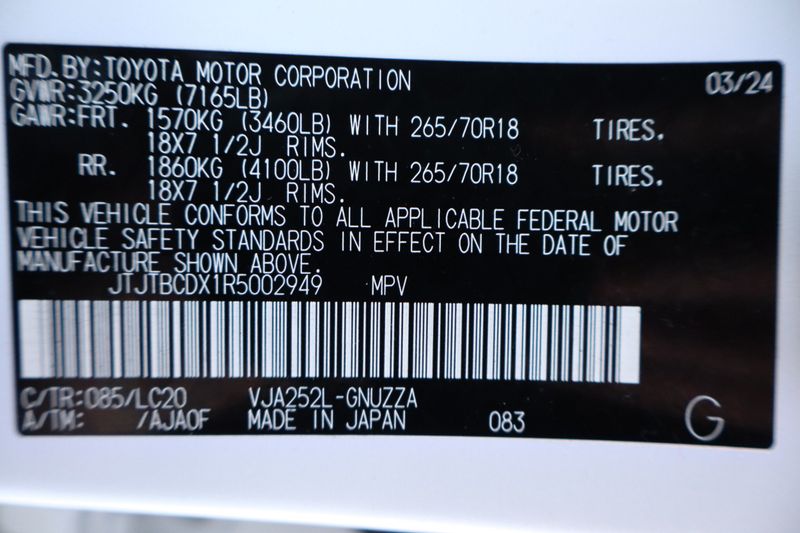 MFD.BY:TOYOTA MOTOR CORPORATION 03/24
GVWR:3250KG (7165LB)
GAWR:FRT. 1570KG (3460LB) WITH 265/70R18 TIRES.
18X7 1/2J RIMS.
RR. 1860KG (4100LB) WITH 265/70R18 TIRES.
18X7 1/2J RIMS.
THIS VEHICLE CONFORMS TO ALL APPLICABLE FEDERAL MOTOR
VEHICLE SAFETY STANDARDS IN EFFECT ON THE DATE OF
MANUFACTURE SHOWN ABOVE.
JTJTBCDX1R5002949 MPV
C/TR:085/LC20 VJA252L-GNUZZA
A/TM: /AJA0F MADE IN JAPAN 083 G